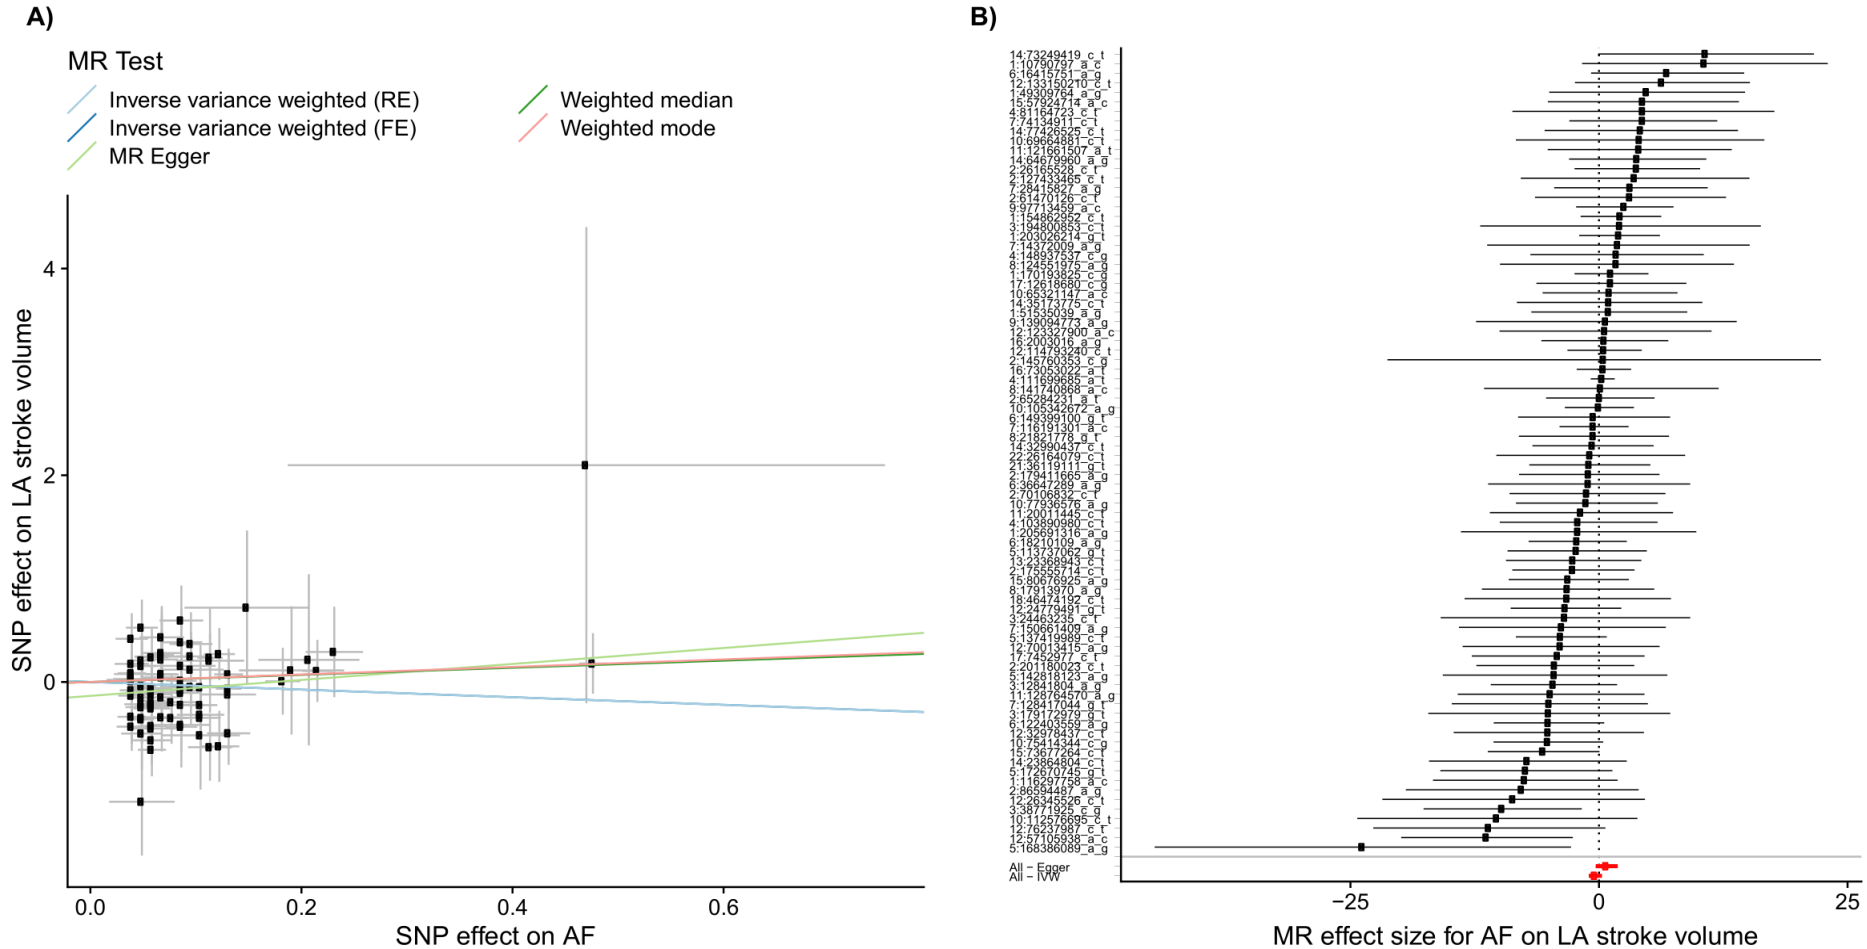 A)
MR Test
Inverse variance weighted (RE)
Inverse variance weighted (FE)
MR Egger
Weighted median
Weighted mode
SNP effect on LA stroke volume
4
2
0
0.0
0.2
0.4
0.6
SNP effect on AF
B)
14:73249419_c_t
1:10790797_a_c
6:16415751_a_g
12:133150210_c_t
1:49309764_a_g
15:57924714_a_c
4:81164723_c_t
7:74134911_c_t
14:77426525_c_t
10:69664881_c_t
11:121661507_a_t
14:64679960_a_g
2:26165528_c_t
2:127433465_c_t
7:28415827_a_g
2:61470126_c_t
9:97713459_a_c
1:154862952_c_t
3:194800853_c_t
1:203026214_g_t
7:14372009_a_g
4:148937537_c_g
8:124551975_a_g
1:170193825_c_g
17:12618680_c_g
10:65321147_a_c
14:35173775_c_t
1:51535039_a_g
9:139094773_a_g
12:123327900_a_c
16:2003016_a_g
12:114793240_c_t
2:145760353_c_g
16:73053022_a_t
4:111699685_a_t
8:141740868_a_c
2:65284231_a_t
10:105342672_a_g
6:149399100_g_t
7:116191301_a_c
8:21821778_g_t
14:32990437_c_t
22:26164079_c_t
21:36119111_g_t
2:179411665_a_g
6:36647289_a_g
2:70106832_c_t
10:77936576_a_g
11:20011445_c_t
4:103890980_c_t
1:205691316_a_g
6:18210109_a_g
5:113737062_g_t
13:23368943_c_t
2:175555714_c_t
15:80676925_a_g
8:17913970_a_g
18:46474192_c_t
12:24779491_g_t
3:24463235_c_t
7:150661409_a_g
5:137419989_c_t
12:70013415_a_g
17:7452977_c_t
2:201180023_c_t
5:142818123_a_g
3:12841804_a_g
11:128764570_a_g
7:128417044_g_t
3:179172979_g_t
6:122403559_a_g
12:32978437_c_t
10:75414344_c_g
15:73677264_c_t
14:23864804_c_t
5:172670745_g_t
1:116297758_a_c
2:86594487_a_g
12:26345526_c_t
3:38771925_c_g
10:112576695_c_t
12:76237987_c_t
12:57105938_a_c
5:168386089_a_g
All − Egger
All − IVW
−25
0
25
MR effect size for AF on LA stroke volume